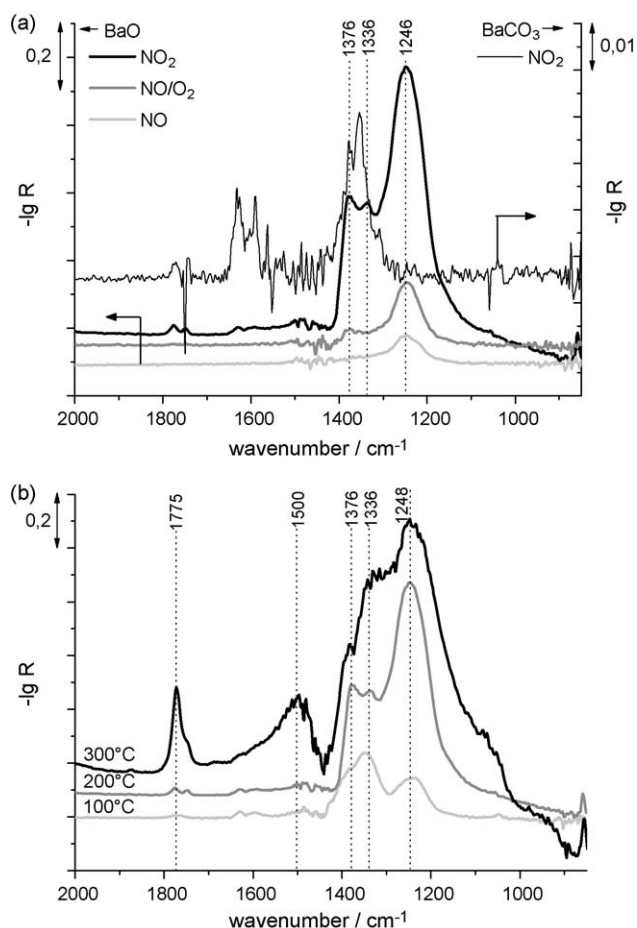 (a)
BaO
NO₂
NO/O₂
NO
0,2
1376
1336
1246
BaCO₃
NO₂
0,01
-lg R
-lg R
2000 1800 1600 1400 1200 1000
wavenumber / cm⁻¹
(b)
0,2
1775
1500
1376
1336
1248
-lg R
300°C
200°C
100°C
2000 1800 1600 1400 1200 1000
wavenumber / cm⁻¹